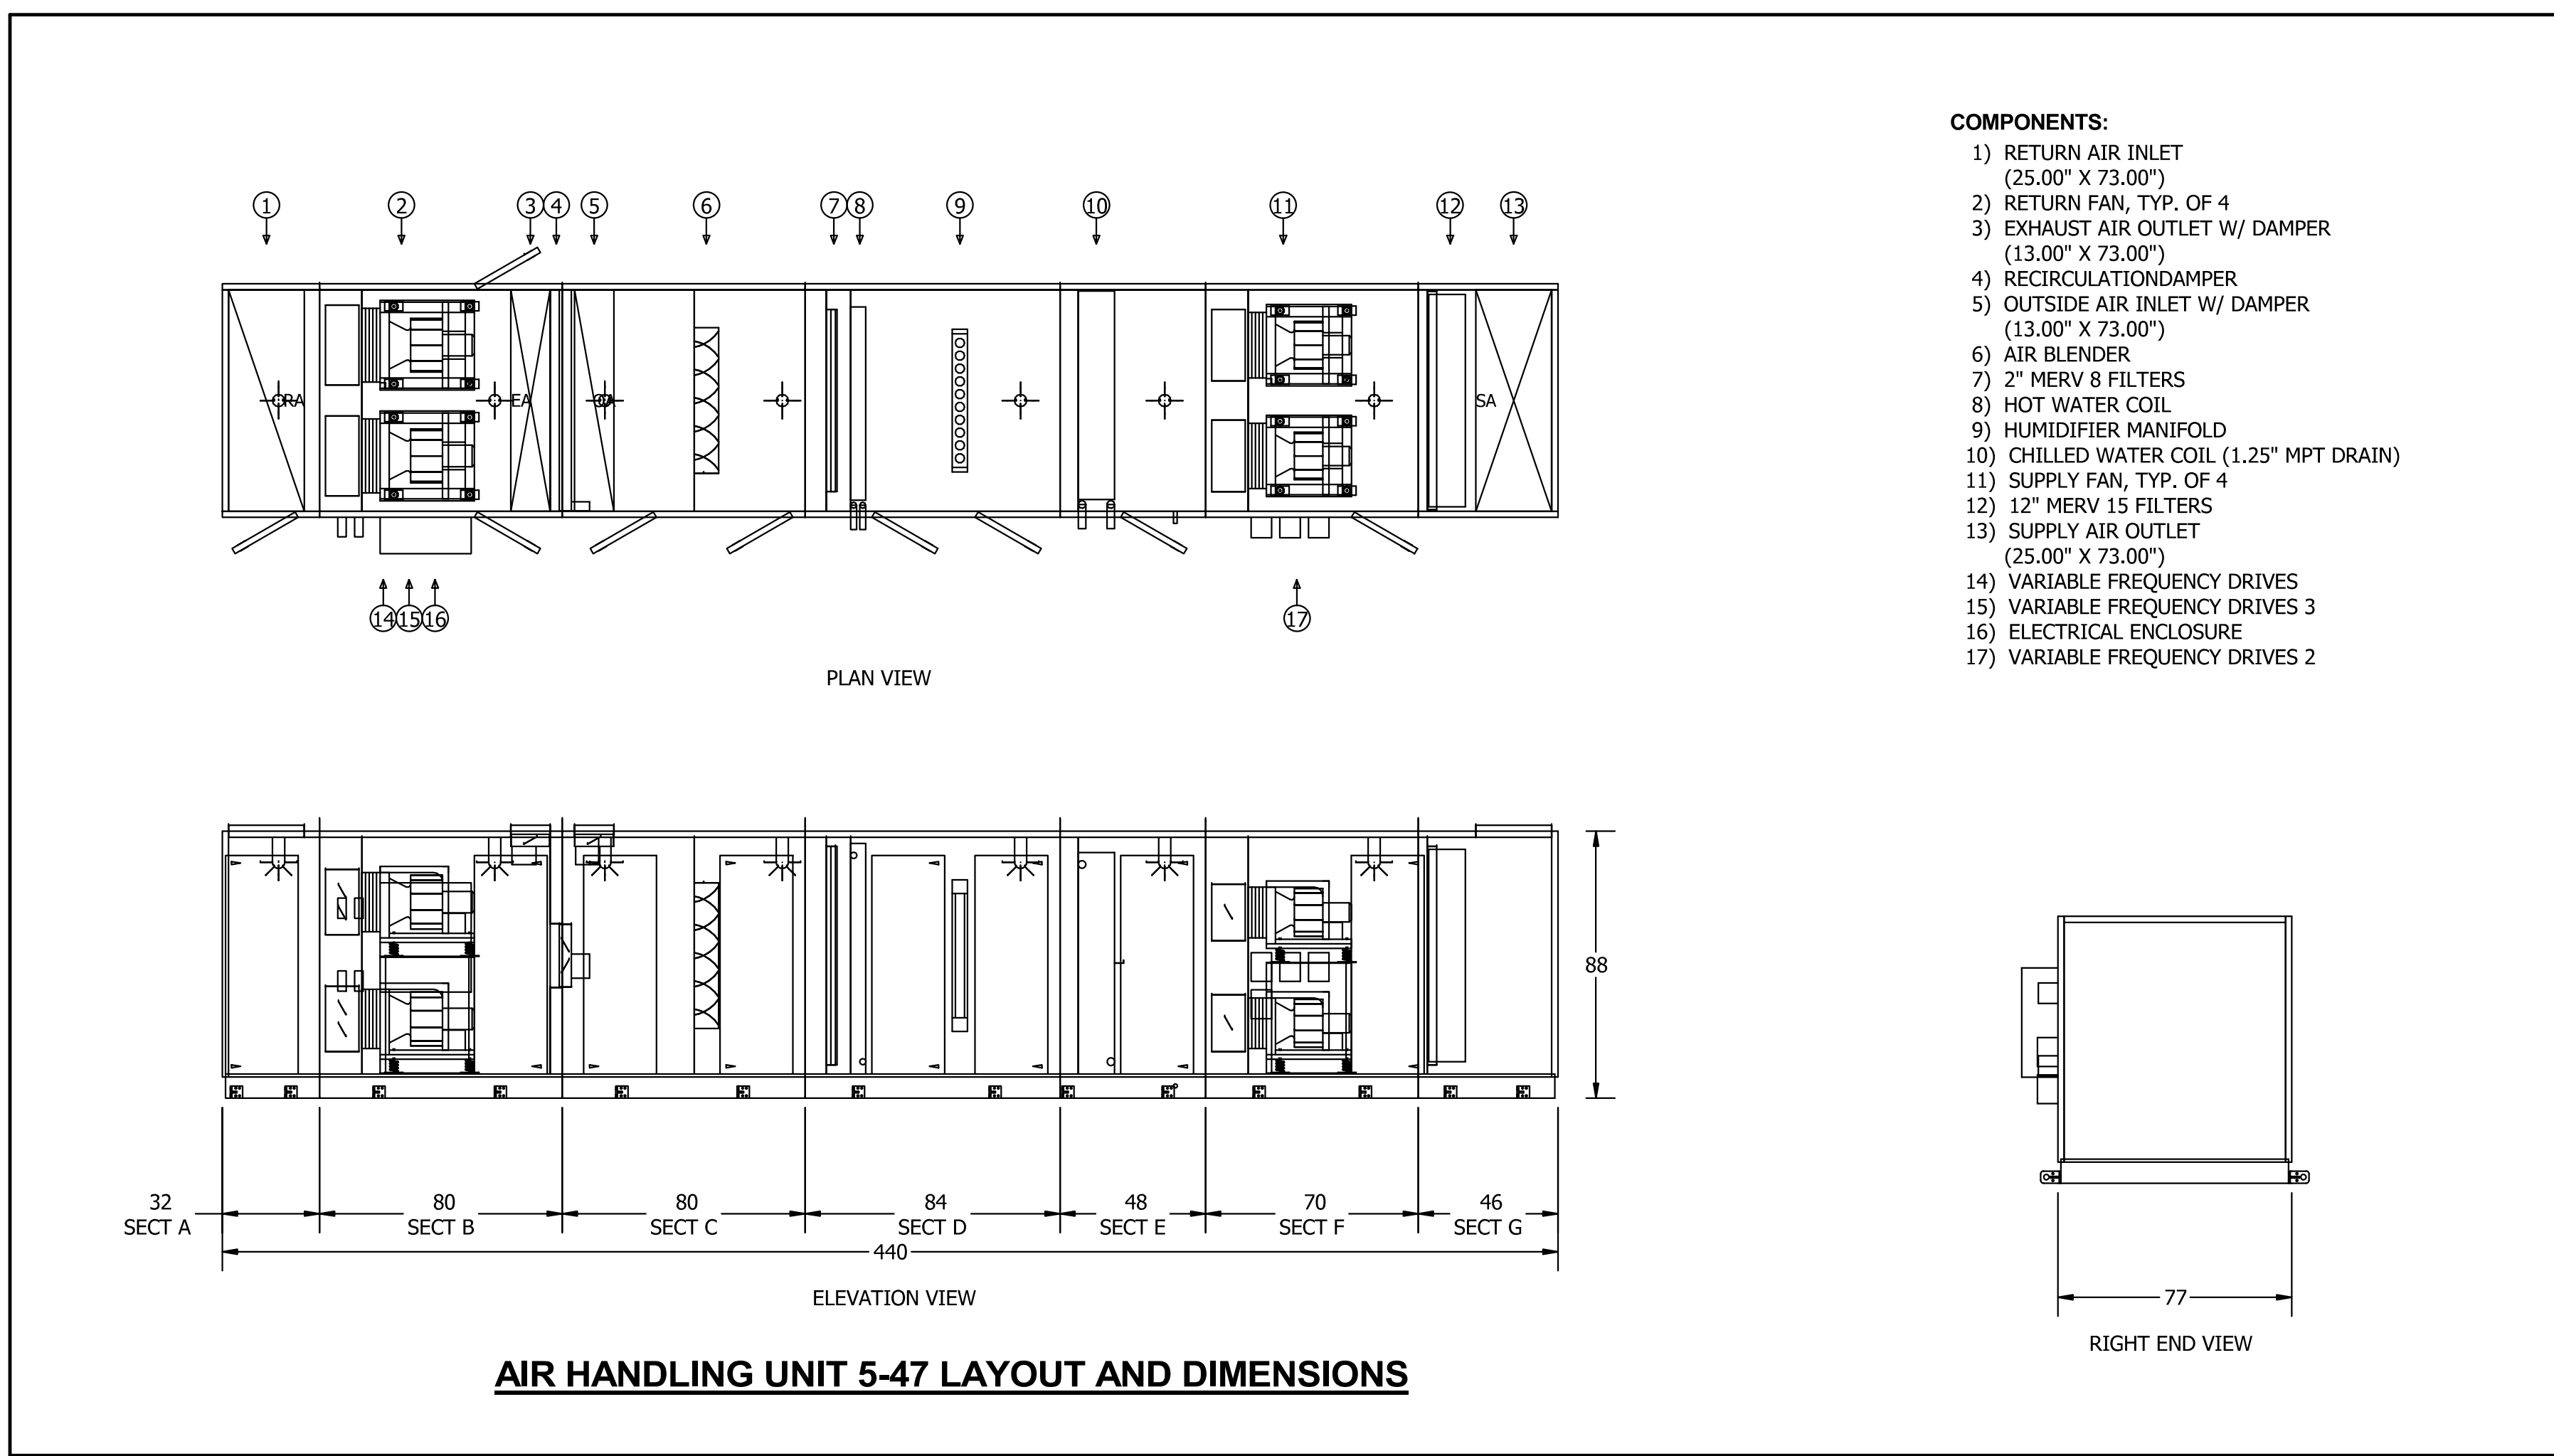 COMPONENTS:
1) RETURN AIR INLET
(25.00" X 73.00")
2) RETURN FAN, TYP. OF 4
3) EXHAUST AIR OUTLET W/ DAMPER
(13.00" X 73.00")
4) RECIRCULATIONDAMPER
5) OUTSIDE AIR INLET W/ DAMPER
(13.00" X 73.00")
6) AIR BLENDER
7) 2" MERV 8 FILTERS
8) HOT WATER COIL
9) HUMIDIFIER MANIFOLD
10) CHILLED WATER COIL (1.25" MPT DRAIN)
11) SUPPLY FAN, TYP. OF 4
12) 12" MERV 15 FILTERS
13) SUPPLY AIR OUTLET
(25.00" X 73.00")
14) VARIABLE FREQUENCY DRIVES
15) VARIABLE FREQUENCY DRIVES 3
16) ELECTRICAL ENCLOSURE
17) VARIABLE FREQUENCY DRIVES 2
1 2 3 4 5 6 7 8 9 10 11 12 13
RA EA OA SA
14 15 16 17
PLAN VIEW
88
32 80 80 84 48 70 46
SECT A SECT B SECT C SECT D SECT E SECT F SECT G
440
ELEVATION VIEW
77
RIGHT END VIEW
AIR HANDLING UNIT 5-47 LAYOUT AND DIMENSIONS